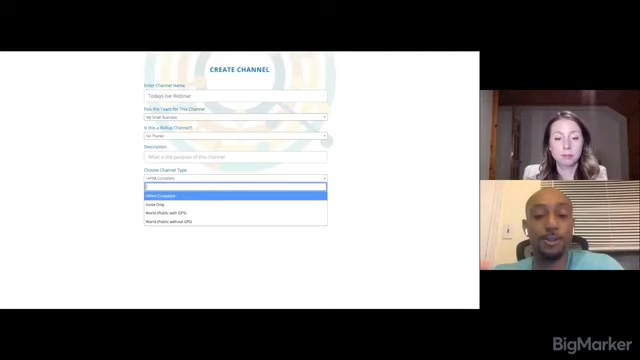 CREATE CHANNEL
Enter Channel Name
Todays live Webinar
Pick the Team for This Channel
My Small Business
Is this a Rollup Channel?
No Thanks
Description
What is the purpose of this channel
Choose Channel Type
HIPAA Compliant
HIPAA Compliant
Voice Only
World (Public with GPS)
World (Public without GPS)
BigMarker